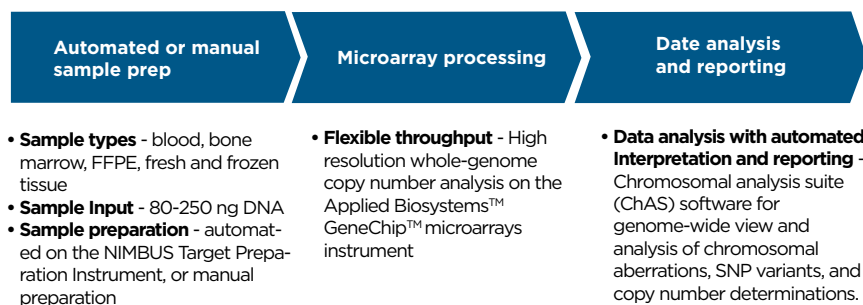 Automated or manual
sample prep
Microarray processing
Date analysis
and reporting
• Sample types - blood, bone
marrow, FFPE, fresh and frozen
tissue
• Sample Input - 80-250 ng DNA
• Sample preparation - automat-
ed on the NIMBUS Target Prepa-
ration Instrument, or manual
preparation
• Flexible throughput - High
resolution whole-genome
copy number analysis on the
Applied Biosystems™
GeneChip™ microarrays
instrument
• Data analysis with automated
Interpretation and reporting -
Chromosomal analysis suite
(ChAS) software for
genome-wide view and
analysis of chromosomal
aberrations, SNP variants, and
copy number determinations.